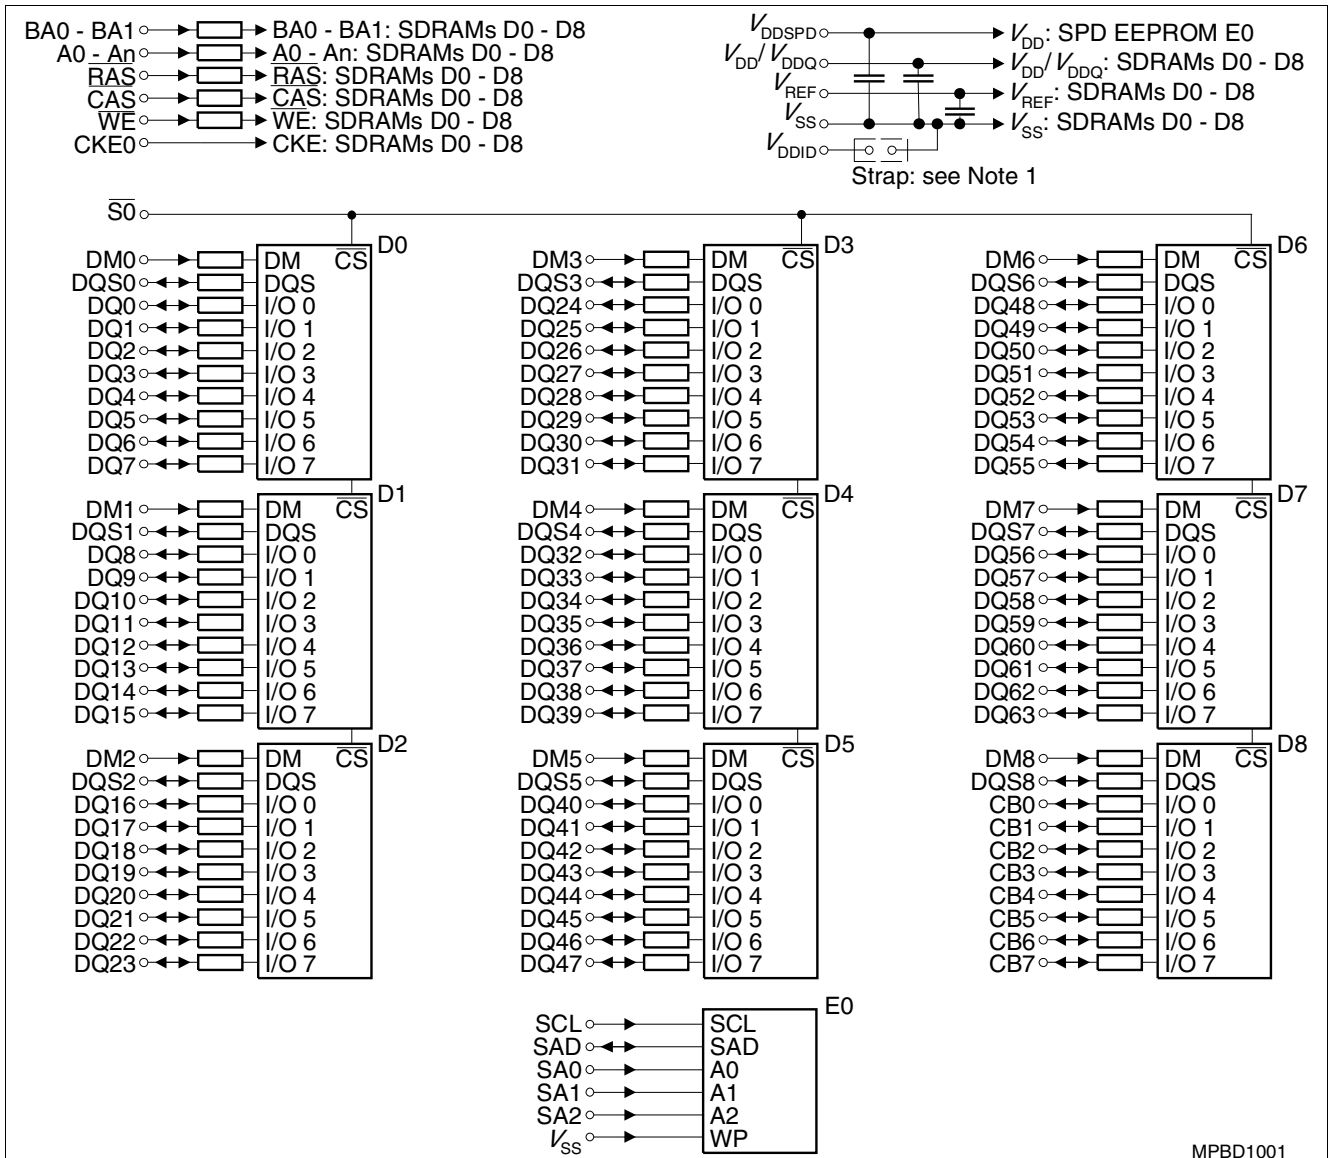 BA0 - BA1 BA0 - BA1: SDRAMs D0 - D8
A0 - An A0 - An: SDRAMs D0 - D8
RAS RAS: SDRAMs D0 - D8
CAS CAS: SDRAMs D0 - D8
WE WE: SDRAMs D0 - D8
CKE0 CKE: SDRAMs D0 - D8
VDDSPD VDD: SPD EEPROM E0
VDD/VDDQ VDD/VDDQ: SDRAMs D0 - D8
VREF VREF: SDRAMs D0 - D8
VSS VSS: SDRAMs D0 - D8
VDDID
Strap: see Note 1
S0
D0
DM0 DM CS
DQS0 DQS
DQ0 I/O 0
DQ1 I/O 1
DQ2 I/O 2
DQ3 I/O 3
DQ4 I/O 4
DQ5 I/O 5
DQ6 I/O 6
DQ7 I/O 7
D1
DM1 DM CS
DQS1 DQS
DQ8 I/O 0
DQ9 I/O 1
DQ10 I/O 2
DQ11 I/O 3
DQ12 I/O 4
DQ13 I/O 5
DQ14 I/O 6
DQ15 I/O 7
D2
DM2 DM CS
DQS2 DQS
DQ16 I/O 0
DQ17 I/O 1
DQ18 I/O 2
DQ19 I/O 3
DQ20 I/O 4
DQ21 I/O 5
DQ22 I/O 6
DQ23 I/O 7
D3
DM3 DM CS
DQS3 DQS
DQ24 I/O 0
DQ25 I/O 1
DQ26 I/O 2
DQ27 I/O 3
DQ28 I/O 4
DQ29 I/O 5
DQ30 I/O 6
DQ31 I/O 7
D4
DM4 DM CS
DQS4 DQS
DQ32 I/O 0
DQ33 I/O 1
DQ34 I/O 2
DQ35 I/O 3
DQ36 I/O 4
DQ37 I/O 5
DQ38 I/O 6
DQ39 I/O 7
D5
DM5 DM CS
DQS5 DQS
DQ40 I/O 0
DQ41 I/O 1
DQ42 I/O 2
DQ43 I/O 3
DQ44 I/O 4
DQ45 I/O 5
DQ46 I/O 6
DQ47 I/O 7
D6
DM6 DM CS
DQS6 DQS
DQ48 I/O 0
DQ49 I/O 1
DQ50 I/O 2
DQ51 I/O 3
DQ52 I/O 4
DQ53 I/O 5
DQ54 I/O 6
DQ55 I/O 7
D7
DM7 DM CS
DQS7 DQS
DQ56 I/O 0
DQ57 I/O 1
DQ58 I/O 2
DQ59 I/O 3
DQ60 I/O 4
DQ61 I/O 5
DQ62 I/O 6
DQ63 I/O 7
D8
DM8 DM CS
DQS8 DQS
CB0 I/O 0
CB1 I/O 1
CB2 I/O 2
CB3 I/O 3
CB4 I/O 4
CB5 I/O 5
CB6 I/O 6
CB7 I/O 7
E0
SCL SCL
SAD SAD
SA0 A0
SA1 A1
SA2 A2
VSS WP
MPBD1001